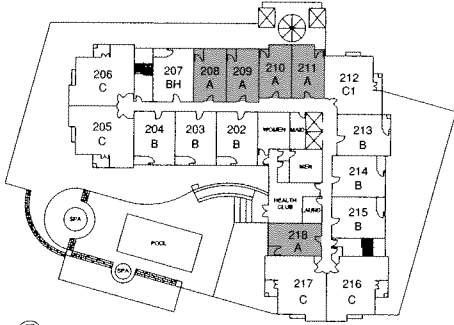 206
C
207
BH
208
A
209
A
210
A
211
A
212
C1
205
C
204
B
203
B
202
B
WOMEN
MAID
213
B
MEN
214
B
HEALTH
CLUB
LAUND
215
B
SPA
POOL
218
A
SPA
217
C
216
C